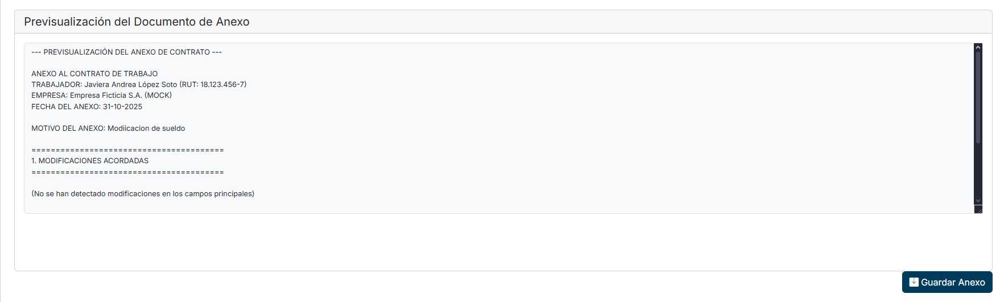 Previsualización del Documento de Anexo
--- PREVISUALIZACIÓN DEL ANEXO DE CONTRATO ---
ANEXO AL CONTRATO DE TRABAJO
TRABAJADOR: Javiera Andrea López Soto (RUT: 18.123.456-7)
EMPRESA: Empresa Ficticia S.A. (MOCK)
FECHA DEL ANEXO: 31-10-2025
MOTIVO DEL ANEXO: Modiicacion de sueldo
========================================
1. MODIFICACIONES ACORDADAS
========================================
(No se han detectado modificaciones en los campos principales)
Guardar Anexo